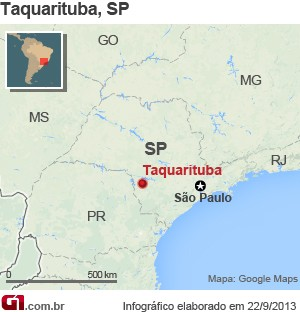 Taquarituba, SP
GO
MG
MS
SP
Taquarituba
RJ
São Paulo
PR
500 km
Mapa: Google Maps
G1.com.br
Infográfico elaborado em 22/9/2013